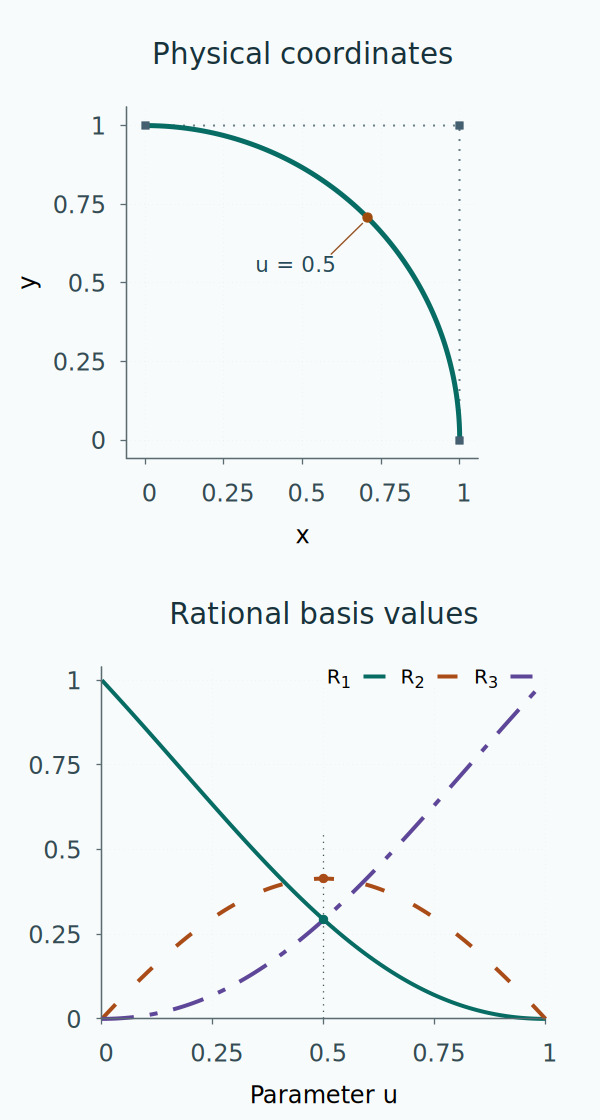 Physical coordinates
1
0.75
u = 0.5
y
0.5
0.25
0
0 0.25 0.5 0.75 1
x
Rational basis values
R1 R2 R3
1
0.75
0.5
0.25
0
0 0.25 0.5 0.75 1
Parameter u